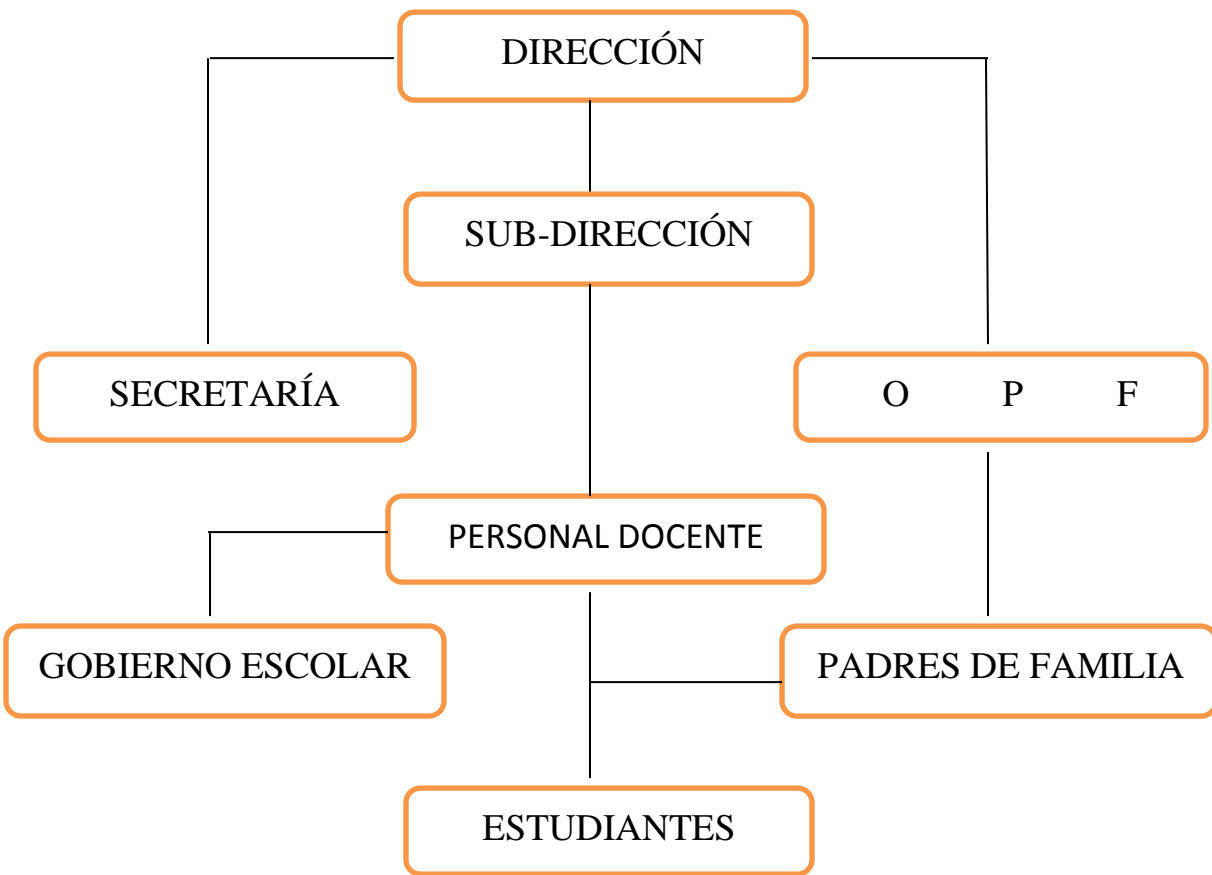 DIRECCIÓN
SUB-DIRECCIÓN
SECRETARÍA
O P F
PERSONAL DOCENTE
GOBIERNO ESCOLAR
PADRES DE FAMILIA
ESTUDIANTES